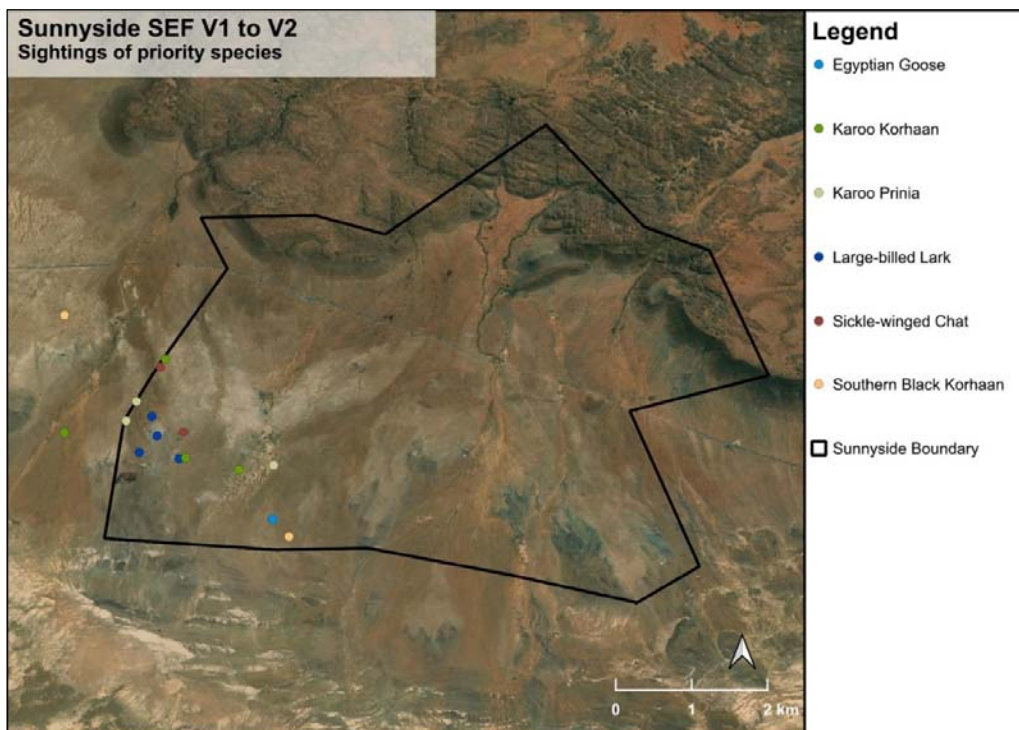 Sunnyside SEF V1 to V2
Sightings of priority species
Legend
Egyptian Goose
Karoo Korhaan
Karoo Prinia
Large-billed Lark
Sickle-winged Chat
Southern Black Korhaan
Sunnyside Boundary
0 1 2 km